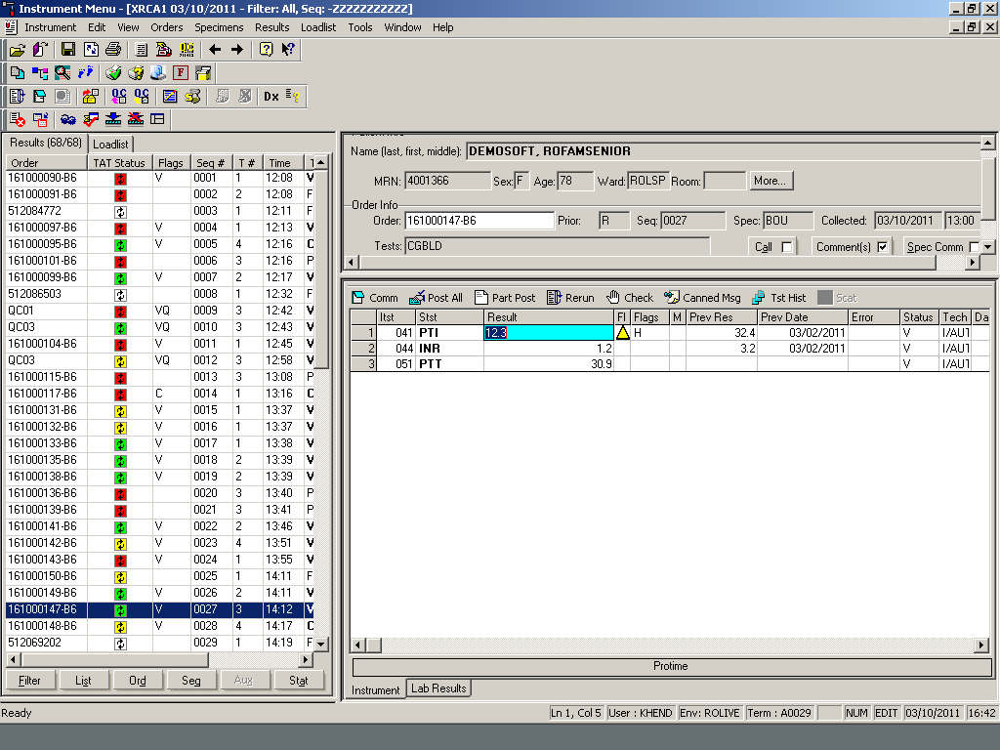 Instrument Menu - [XRCA1 03/10/2011 - Filter: All, Seq: -ZZZZZZZZZZZ]
Instrument Edit View Orders Specimens Results Loadlist Tools Window Help
QC QC Dx
Results (68/68) Loadlist
Order TAT Status Flags Seq # T # Time
161000090-B6 V 0001 1 12:08 V
161000091-B6 0002 2 12:08 F
512084772 0003 1 12:11 F
161000097-B6 V 0004 1 12:13 V
161000095-B6 V 0005 4 12:16 C
161000101-B6 0006 3 12:16 P
161000099-B6 V 0007 2 12:17 V
512086503 0008 1 12:32 F
QC01 VQ 0009 3 12:42 V
QC03 VQ 0010 3 12:43 V
161000104-B6 V 0011 1 12:45 V
QC03 VQ 0012 3 12:58 V
161000115-B6 0013 3 13:08 P
161000117-B6 C 0014 1 13:16 C
161000131-B6 V 0015 1 13:37 V
161000132-B6 V 0016 1 13:37 V
161000133-B6 V 0017 1 13:38 V
161000135-B6 V 0018 2 13:39 V
161000138-B6 V 0019 2 13:39 V
161000136-B6 0020 3 13:40 P
161000139-B6 0021 3 13:41 P
161000141-B6 V 0022 2 13:46 V
161000142-B6 V 0023 4 13:51 V
161000143-B6 V 0024 1 13:55 V
161000150-B6 0025 1 14:11 F
161000149-B6 V 0026 2 14:11 V
161000147-B6 V 0027 3 14:12 V
161000148-B6 V 0028 4 14:17 C
512069202 0029 1 14:19 F
Filter List Ord Seg Aux Stat
Name (last, first, middle): DEMOSOFT, ROFAMSENIOR
MRN: 4001366 Sex: F Age: 78 Ward: ROLSP Room: More...
Order Info
Order: 161000147-B6 Prior: R Seq: 0027 Spec: BOU Collected: 03/10/2011 13:00
Tests: CGBLD Call Comment(s) Spec Comm
Comm Post All Part Post Rerun Check Canned Msg Tst Hist Scat
Itst Stst Result Fl Flags M Prev Res Prev Date Error Status Tech Da
1 041 PTI 12.3 H 32.4 03/02/2011 V I/AUT
2 044 INR 1.2 3.2 03/02/2011 V I/AUT
3 051 PTT 30.9 V I/AUT
Protime
Instrument Lab Results
Ready Ln 1, Col 5 User : KHEND Env: ROLIVE Term : A0029 NUM EDIT 03/10/2011 16:42